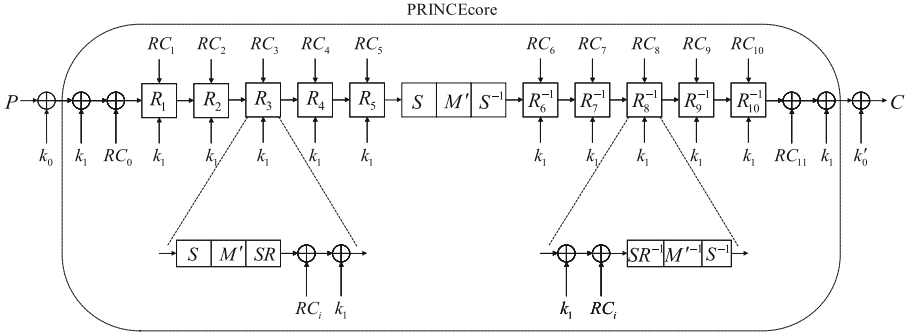 PRINCEcore
RC₁ RC₂ RC₃ RC₄ RC₅ RC₆ RC₇ RC₈ RC₉ RC₁₀
P R₁ R₂ R₃ R₄ R₅ S M′ S⁻¹ R₆⁻¹ R₇⁻¹ R₈⁻¹ R₉⁻¹ R₁₀⁻¹ C
k₀ k₁ RC₀ k₁ k₁ k₁ k₁ k₁ k₁ k₁ k₁ k₁ k₁ RC₁₁ k₁ k₀′
S M′ SR SR⁻¹ M′⁻¹ S⁻¹
RCᵢ k₁ k₁ RCᵢ